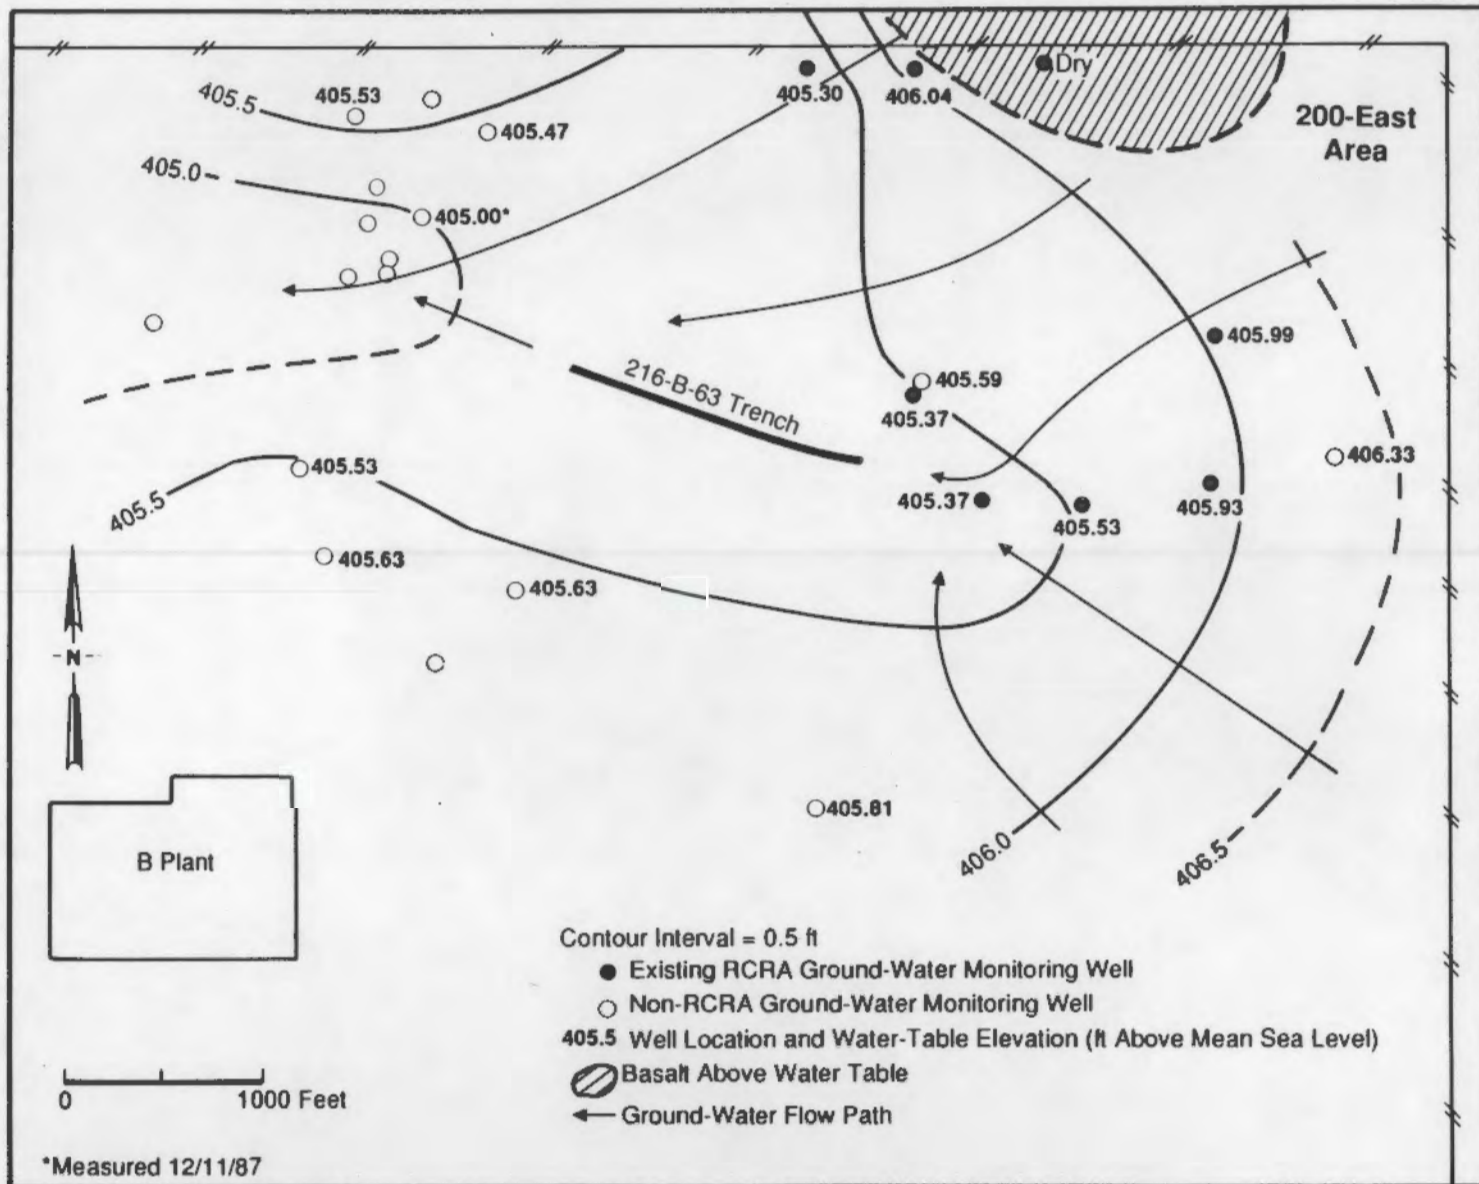 Dry
405.30
406.04
200-East
Area
405.5
405.53
405.47
405.0
405.00*
405.99
216-B-63 Trench
405.59
405.37
406.33
405.53
405.5
405.37
405.53
405.93
405.63
405.63
N
405.81
406.0
406.5
B Plant
Contour Interval = 0.5 ft
Existing RCRA Ground-Water Monitoring Well
Non-RCRA Ground-Water Monitoring Well
405.5 Well Location and Water-Table Elevation (ft Above Mean Sea Level)
Basalt Above Water Table
Ground-Water Flow Path
0 1000 Feet
*Measured 12/11/87